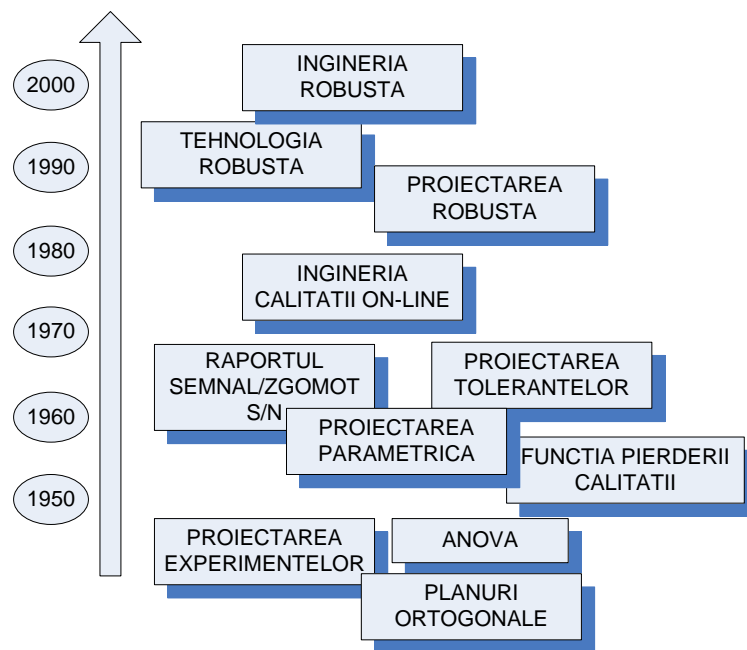 2000
INGINERIA
ROBUSTA
1990
TEHNOLOGIA
ROBUSTA
PROIECTAREA
ROBUSTA
1980
INGINERIA
CALITATII ON-LINE
1970
RAPORTUL
SEMNAL/ZGOMOT
S/N
PROIECTAREA
TOLERANTELOR
1960
PROIECTAREA
PARAMETRICA
FUNCTIA PIERDERII
CALITATII
1950
PROIECTAREA
EXPERIMENTELOR
ANOVA
PLANURI
ORTOGONALE